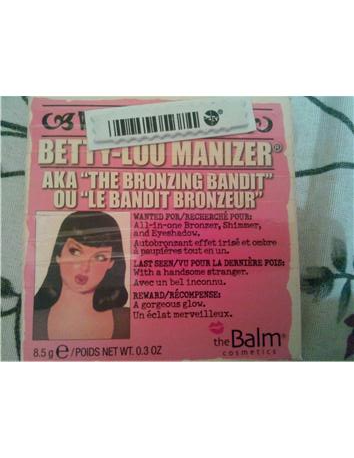 BETTY-LOU MANIZER®
AKA "THE BRONZING BANDIT"
OU "LE BANDIT BRONZEUR"
WANTED FOR/RECHERCHÉ POUR:
All-in-one Bronzer, Shimmer,
and Eyeshadow.
Autobronzant effet irisé et ombre
à paupières tout en un.
LAST SEEN/VU POUR LA DERNIÈRE FOIS:
With a handsome stranger.
Avec un bel inconnu.
REWARD/RÉCOMPENSE:
A gorgeous glow.
Un éclat merveilleux.
theBalm®
cosmetics
8.5 g e/POIDS NET WT. 0.3 OZ